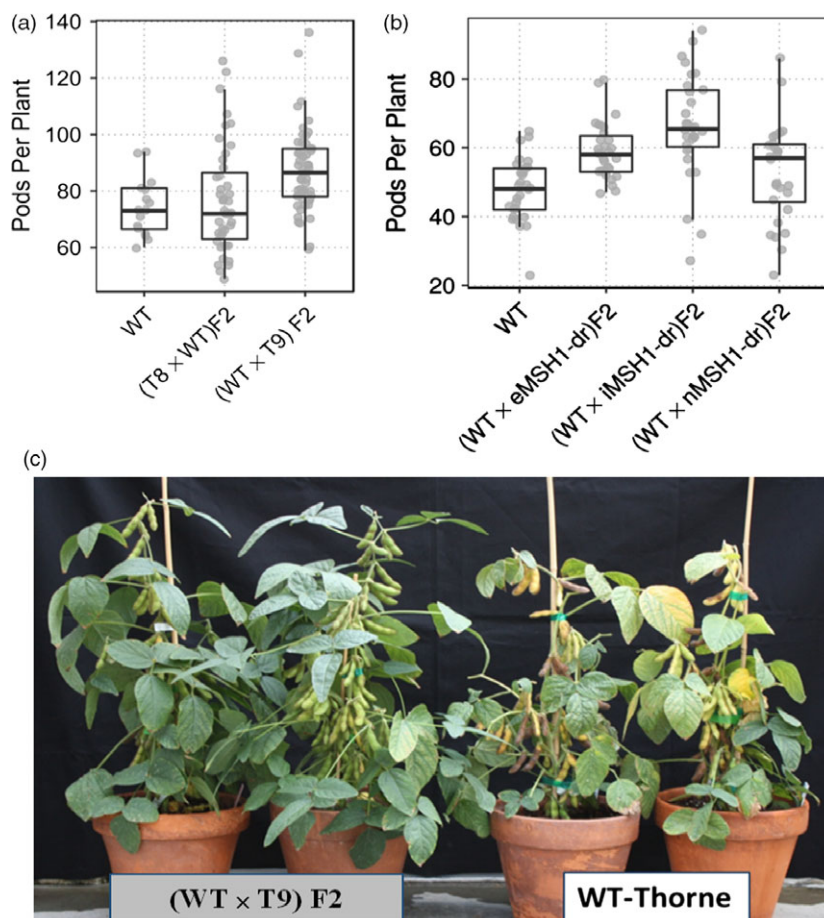 (a)
140
120
100
80
60
Pods Per Plant
WT
(T8 × WT)F2
(WT × T9) F2
(b)
80
60
40
20
Pods Per Plant
WT
(WT × eMSH1-dr)F2
(WT × iMSH1-dr)F2
(WT × nMSH1-dr)F2
(c)
(WT × T9) F2
WT-Thorne